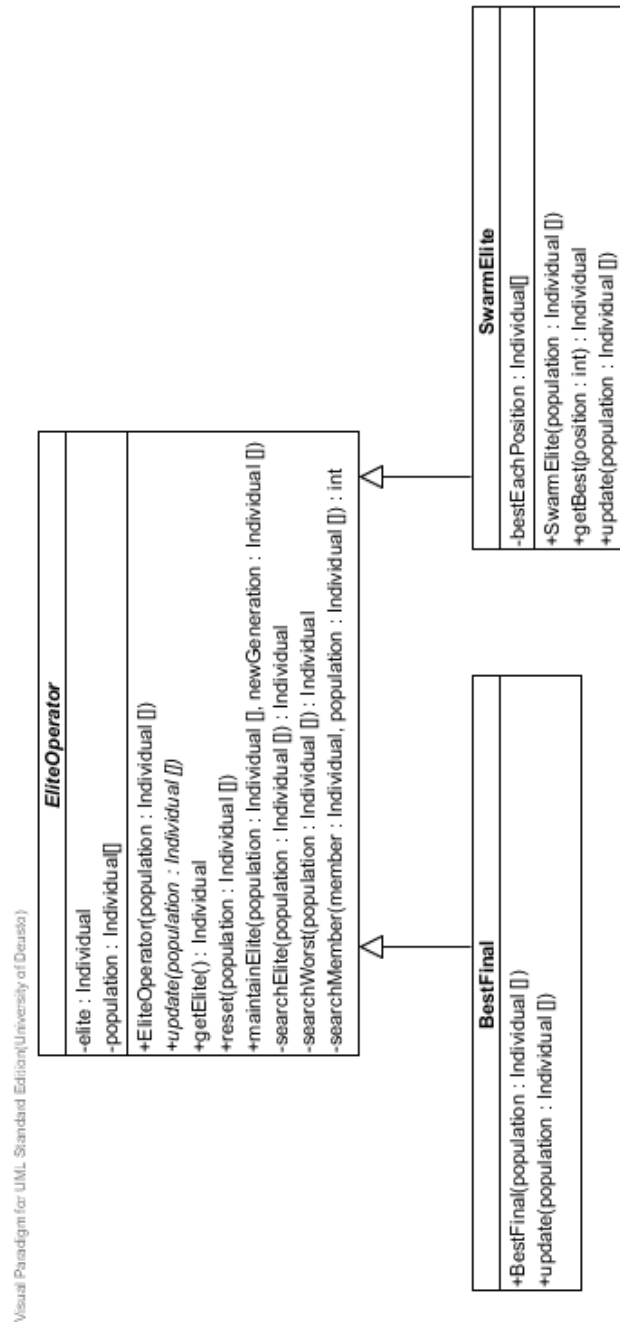 Visual Paradigm for UML Standard Edition(University of Deusto)
EliteOperator
-elite : Individual
-population : Individual[]
+EliteOperator(population : Individual [])
+update(population : Individual [])
+getElite() : Individual
+reset(population : Individual [])
+maintainElite(population : Individual [], newGeneration : Individual [])
-searchElite(population : Individual []) : Individual
-searchWorst(population : Individual []) : Individual
-searchMember(member : Individual, population : Individual []) : int
BestFinal
+BestFinal(population : Individual [])
+update(population : Individual [])
SwarmElite
-bestEachPosition : Individual[]
+SwarmElite(population : Individual [])
+getBest(position : int) : Individual
+update(population : Individual [])